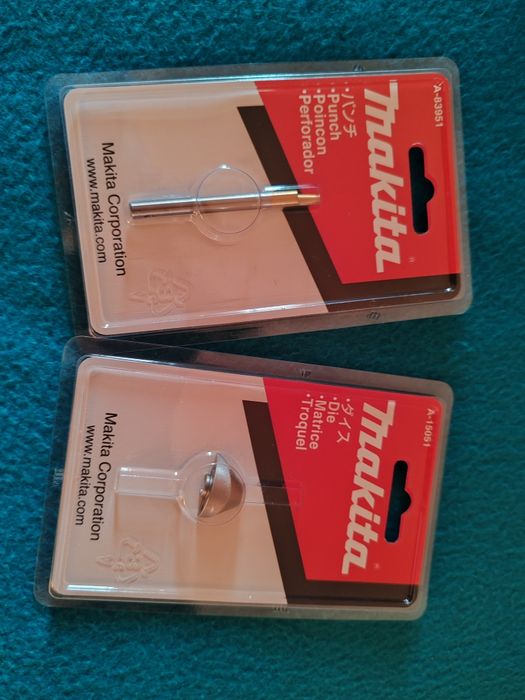 A-83951
makita
®
・パンチ
・Punch
・Poincon
・Perforador
Makita Corporation
www.makita.com
A-15051
makita
®
・ダイス
・Die
・Matrice
・Troquel
Makita Corporation
www.makita.com